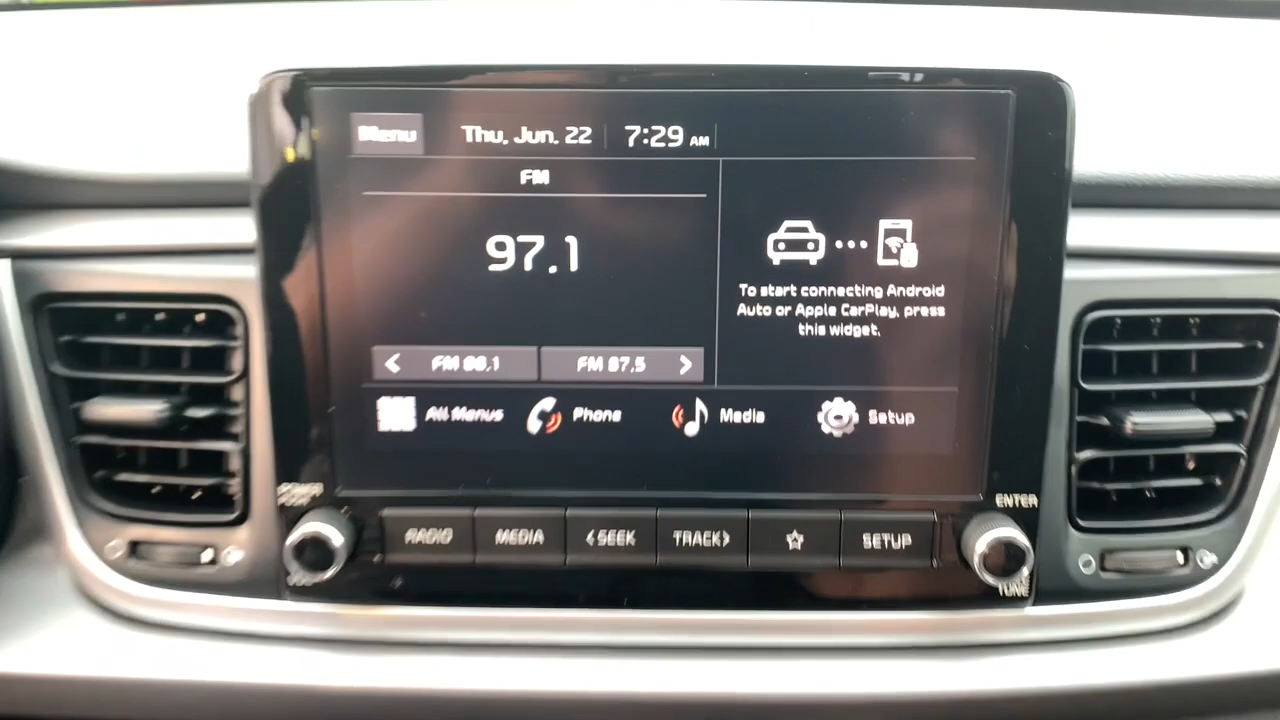 Menu
Thu, Jun. 22
7:29 AM
FM
97.1
To start connecting Android
Auto or Apple CarPlay, press
this widget.
FM
FM 87.5
All Menus
Phone
Media
Setup
ENTER
RADIO
MEDIA
SEEK
TRACK
SETUP
TUNE